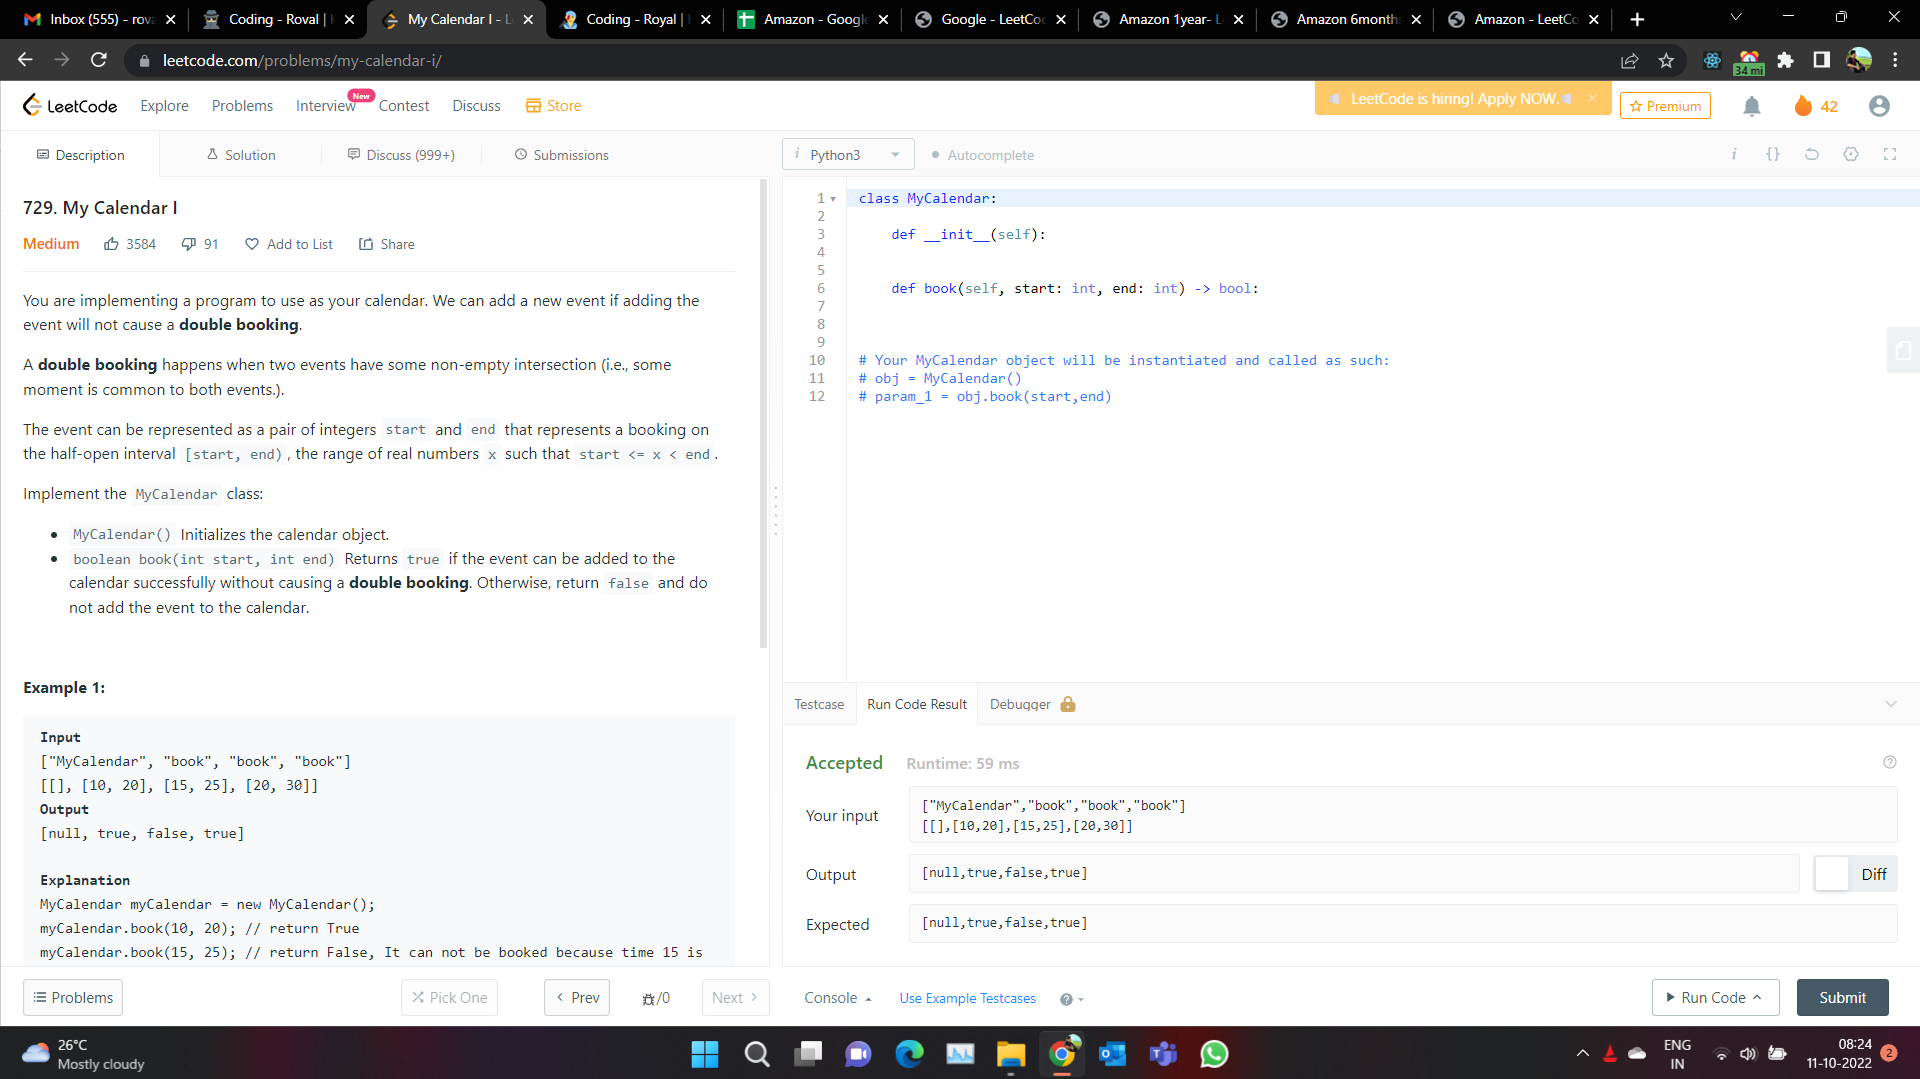 Inbox (555) - rova
Coding - Roval |
My Calendar I - L
Coding - Royal |
Amazon - Google
Google - LeetCo
Amazon 1year- L
Amazon 6month
Amazon - LeetCo
leetcode.com/problems/my-calendar-i/
34 mi
LeetCode
Explore
Problems
Interview
New
Contest
Discuss
Store
LeetCode is hiring! Apply NOW.
Premium
42
Description
Solution
Discuss (999+)
Submissions
i Python3
Autocomplete
i {}
729. My Calendar I
Medium
3584
91
Add to List
Share
You are implementing a program to use as your calendar. We can add a new event if adding the
event will not cause a double booking.
A double booking happens when two events have some non-empty intersection (i.e., some
moment is common to both events.).
The event can be represented as a pair of integers start and end that represents a booking on
the half-open interval [start, end), the range of real numbers x such that start <= x < end.
Implement the MyCalendar class:
MyCalendar() Initializes the calendar object.
boolean book(int start, int end) Returns true if the event can be added to the
calendar successfully without causing a double booking. Otherwise, return false and do
not add the event to the calendar.
Example 1:
Input
["MyCalendar", "book", "book", "book"]
[[], [10, 20], [15, 25], [20, 30]]
Output
[null, true, false, true]
Explanation
MyCalendar myCalendar = new MyCalendar();
myCalendar.book(10, 20); // return True
myCalendar.book(15, 25); // return False, It can not be booked because time 15 is
1 class MyCalendar:
2
3 def __init__(self):
4
5
6 def book(self, start: int, end: int) -> bool:
7
8
9
10 # Your MyCalendar object will be instantiated and called as such:
11 # obj = MyCalendar()
12 # param_1 = obj.book(start,end)
Testcase
Run Code Result
Debugger
Accepted
Runtime: 59 ms
Your input
["MyCalendar","book","book","book"]
[[],[10,20],[15,25],[20,30]]
Output
[null,true,false,true]
Diff
Expected
[null,true,false,true]
Problems
Pick One
Prev
/0
Next
Console
Use Example Testcases
Run Code
Submit
26°C
Mostly cloudy
ENG
IN
08:24
11-10-2022
2